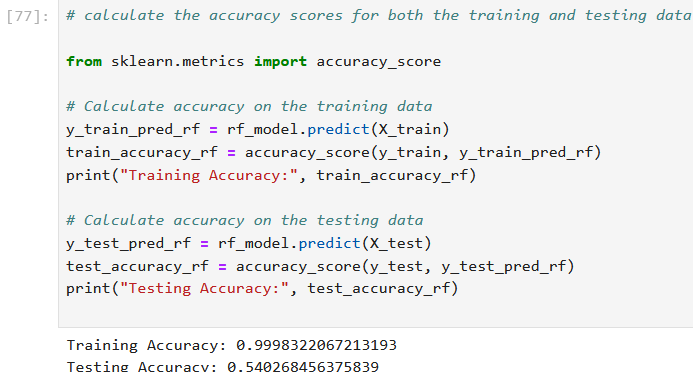 [77]: # calculate the accuracy scores for both the training and testing data
from sklearn.metrics import accuracy_score
# Calculate accuracy on the training data
y_train_pred_rf = rf_model.predict(X_train)
train_accuracy_rf = accuracy_score(y_train, y_train_pred_rf)
print("Training Accuracy:", train_accuracy_rf)
# Calculate accuracy on the testing data
y_test_pred_rf = rf_model.predict(X_test)
test_accuracy_rf = accuracy_score(y_test, y_test_pred_rf)
print("Testing Accuracy:", test_accuracy_rf)
Training Accuracy: 0.9998322067213193
Testing Accuracy: 0.540268456375839